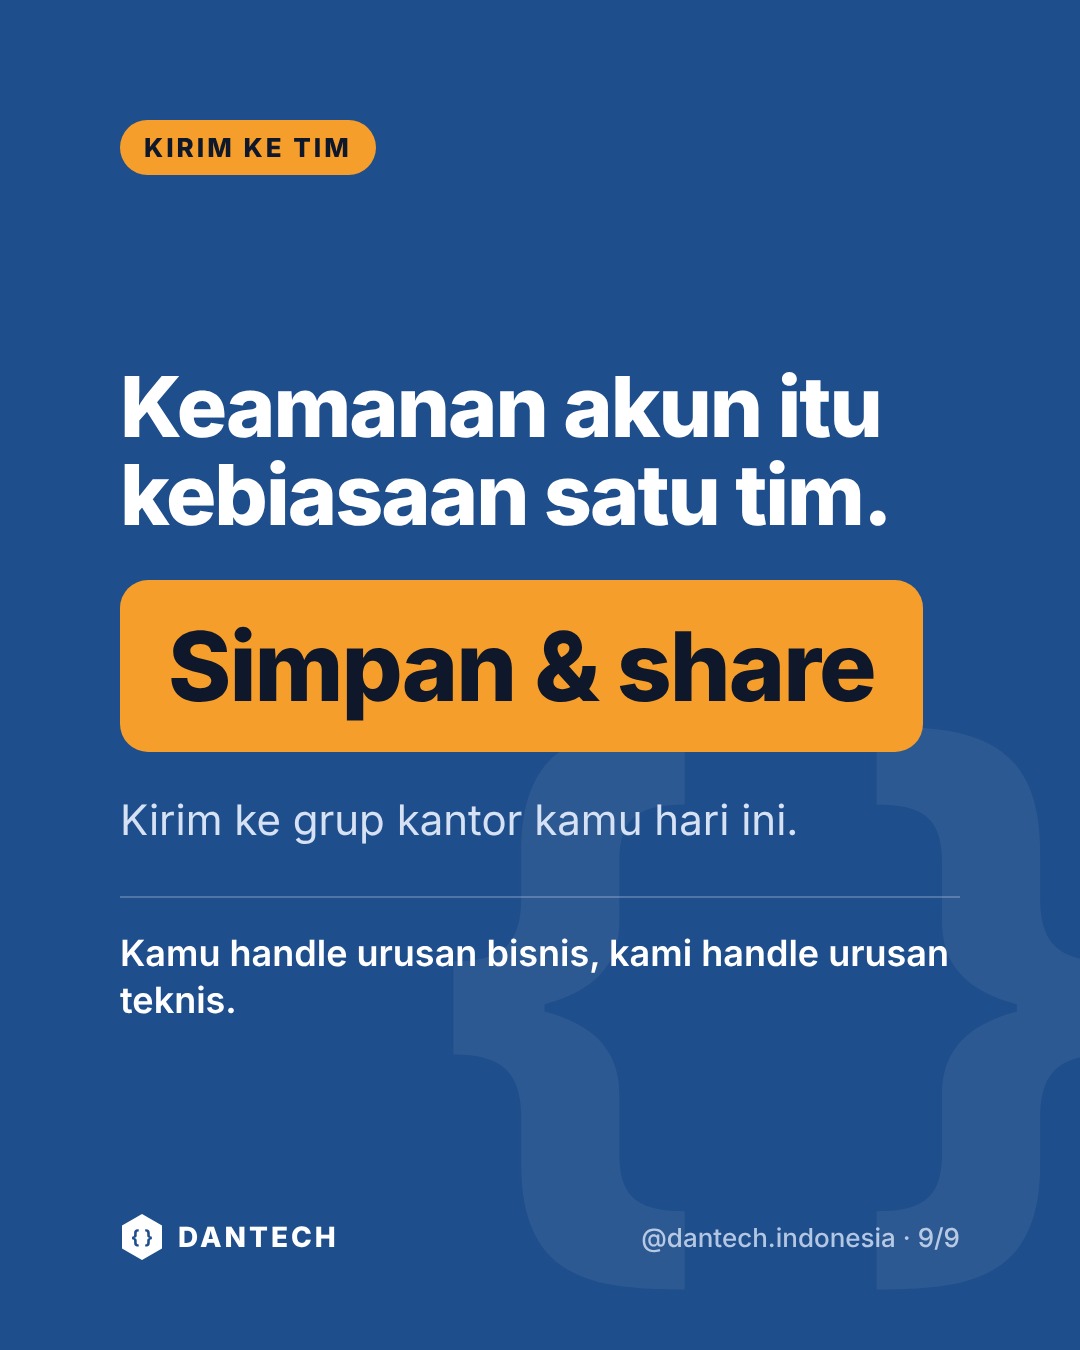 KIRIM KE TIM
Keamanan akun itu
kebiasaan satu tim.
Simpan & share
Kirim ke grup kantor kamu hari ini.
Kamu handle urusan bisnis, kami handle urusan
teknis.
{ } DANTECH
@dantech.indonesia · 9/9